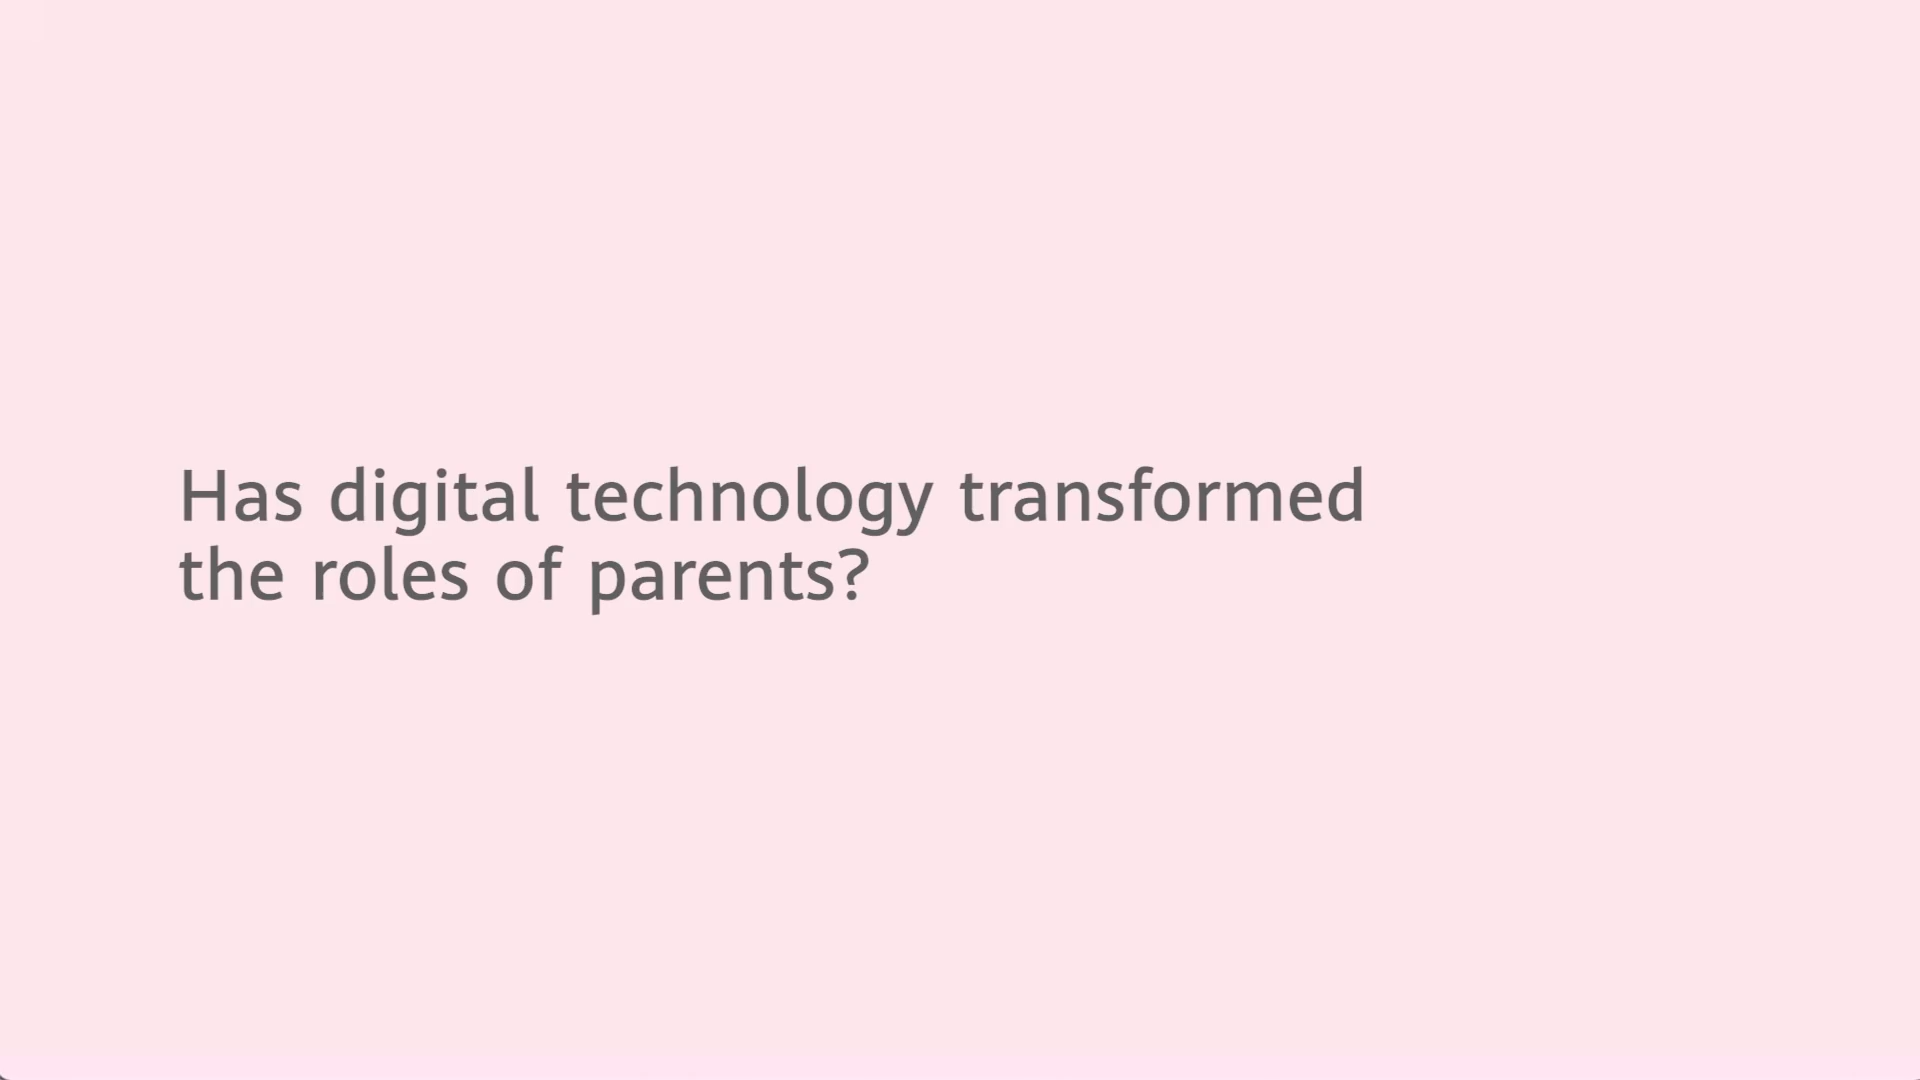 Has digital technology transformed
the roles of parents?